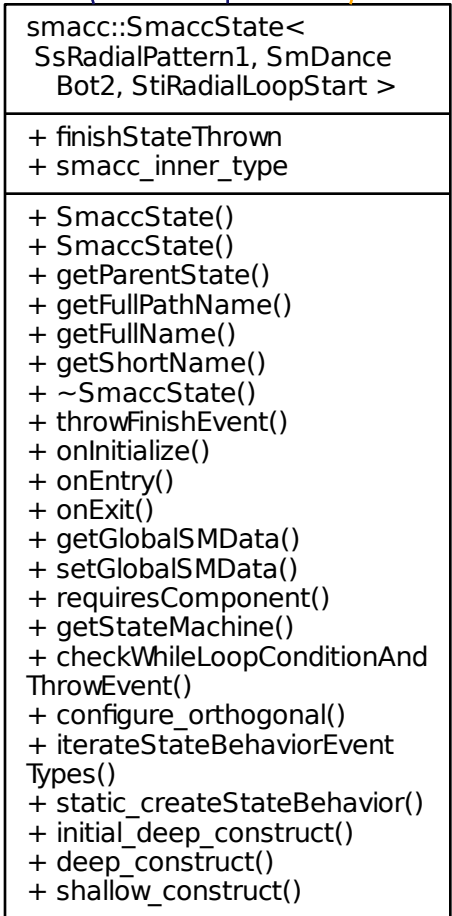 smacc::SmaccState<
SsRadialPattern1, SmDance
Bot2, StiRadialLoopStart >
+ finishStateThrown
+ smacc_inner_type
+ SmaccState()
+ SmaccState()
+ getParentState()
+ getFullPathName()
+ getFullName()
+ getShortName()
+ ~SmaccState()
+ throwFinishEvent()
+ onInitialize()
+ onEntry()
+ onExit()
+ getGlobalSMData()
+ setGlobalSMData()
+ requiresComponent()
+ getStateMachine()
+ checkWhileLoopConditionAnd
ThrowEvent()
+ configure_orthogonal()
+ iterateStateBehaviorEvent
Types()
+ static_createStateBehavior()
+ initial_deep_construct()
+ deep_construct()
+ shallow_construct()